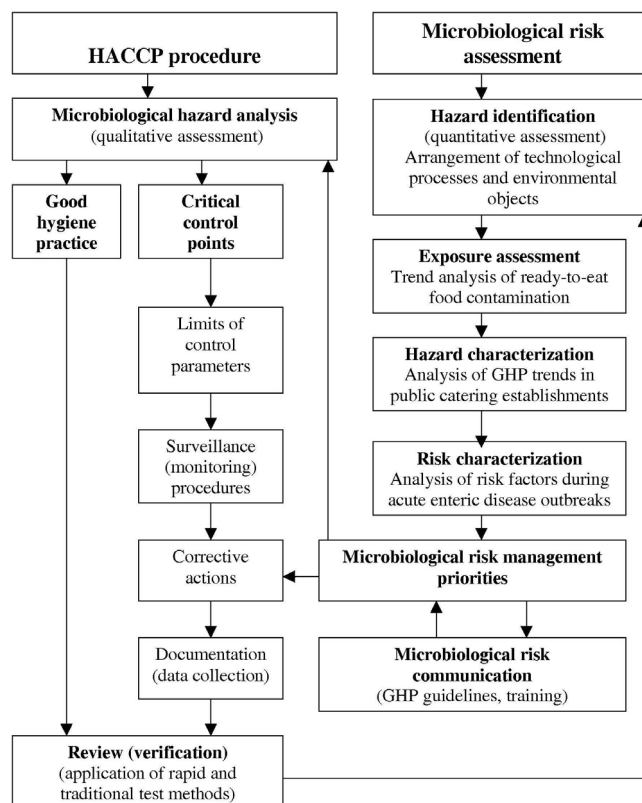 HACCP procedure
Microbiological hazard analysis
(qualitative assessment)
Good
hygiene
practice
Critical
control
points
Limits of
control
parameters
Surveillance
(monitoring)
procedures
Corrective
actions
Documentation
(data collection)
Review (verification)
(application of rapid and
traditional test methods)
Microbiological risk
assessment
Hazard identification
(quantitative assessment)
Arrangement of technological
processes and environmental
objects
Exposure assessment
Trend analysis of ready-to-eat
food contamination
Hazard characterization
Analysis of GHP trends in
public catering establishments
Risk characterization
Analysis of risk factors during
acute enteric disease outbreaks
Microbiological risk management
priorities
Microbiological risk
communication
(GHP guidelines, training)